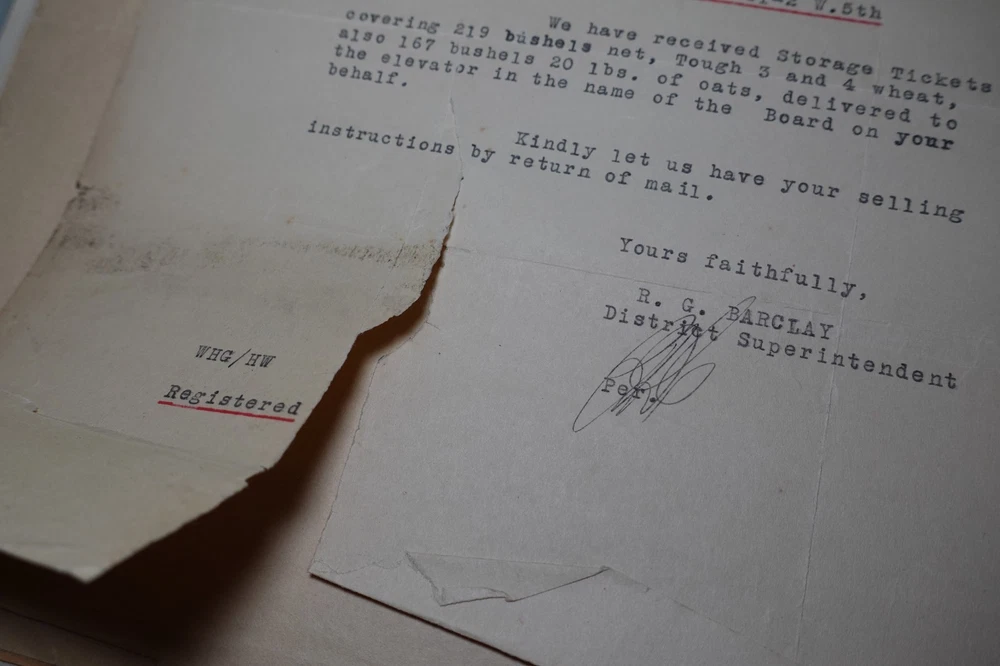 W.5th
We have received Storage Tickets
covering 219 bushels net, Tough 3 and 4 wheat,
also 167 bushels 20 lbs. of oats, delivered to
the elevator in the name of the Board on your
behalf.
Kindly let us have your selling
instructions by return of mail.
Yours faithfully,
R. G. BARCLAY
District Superintendent
Per.
WHG/HW
Registered